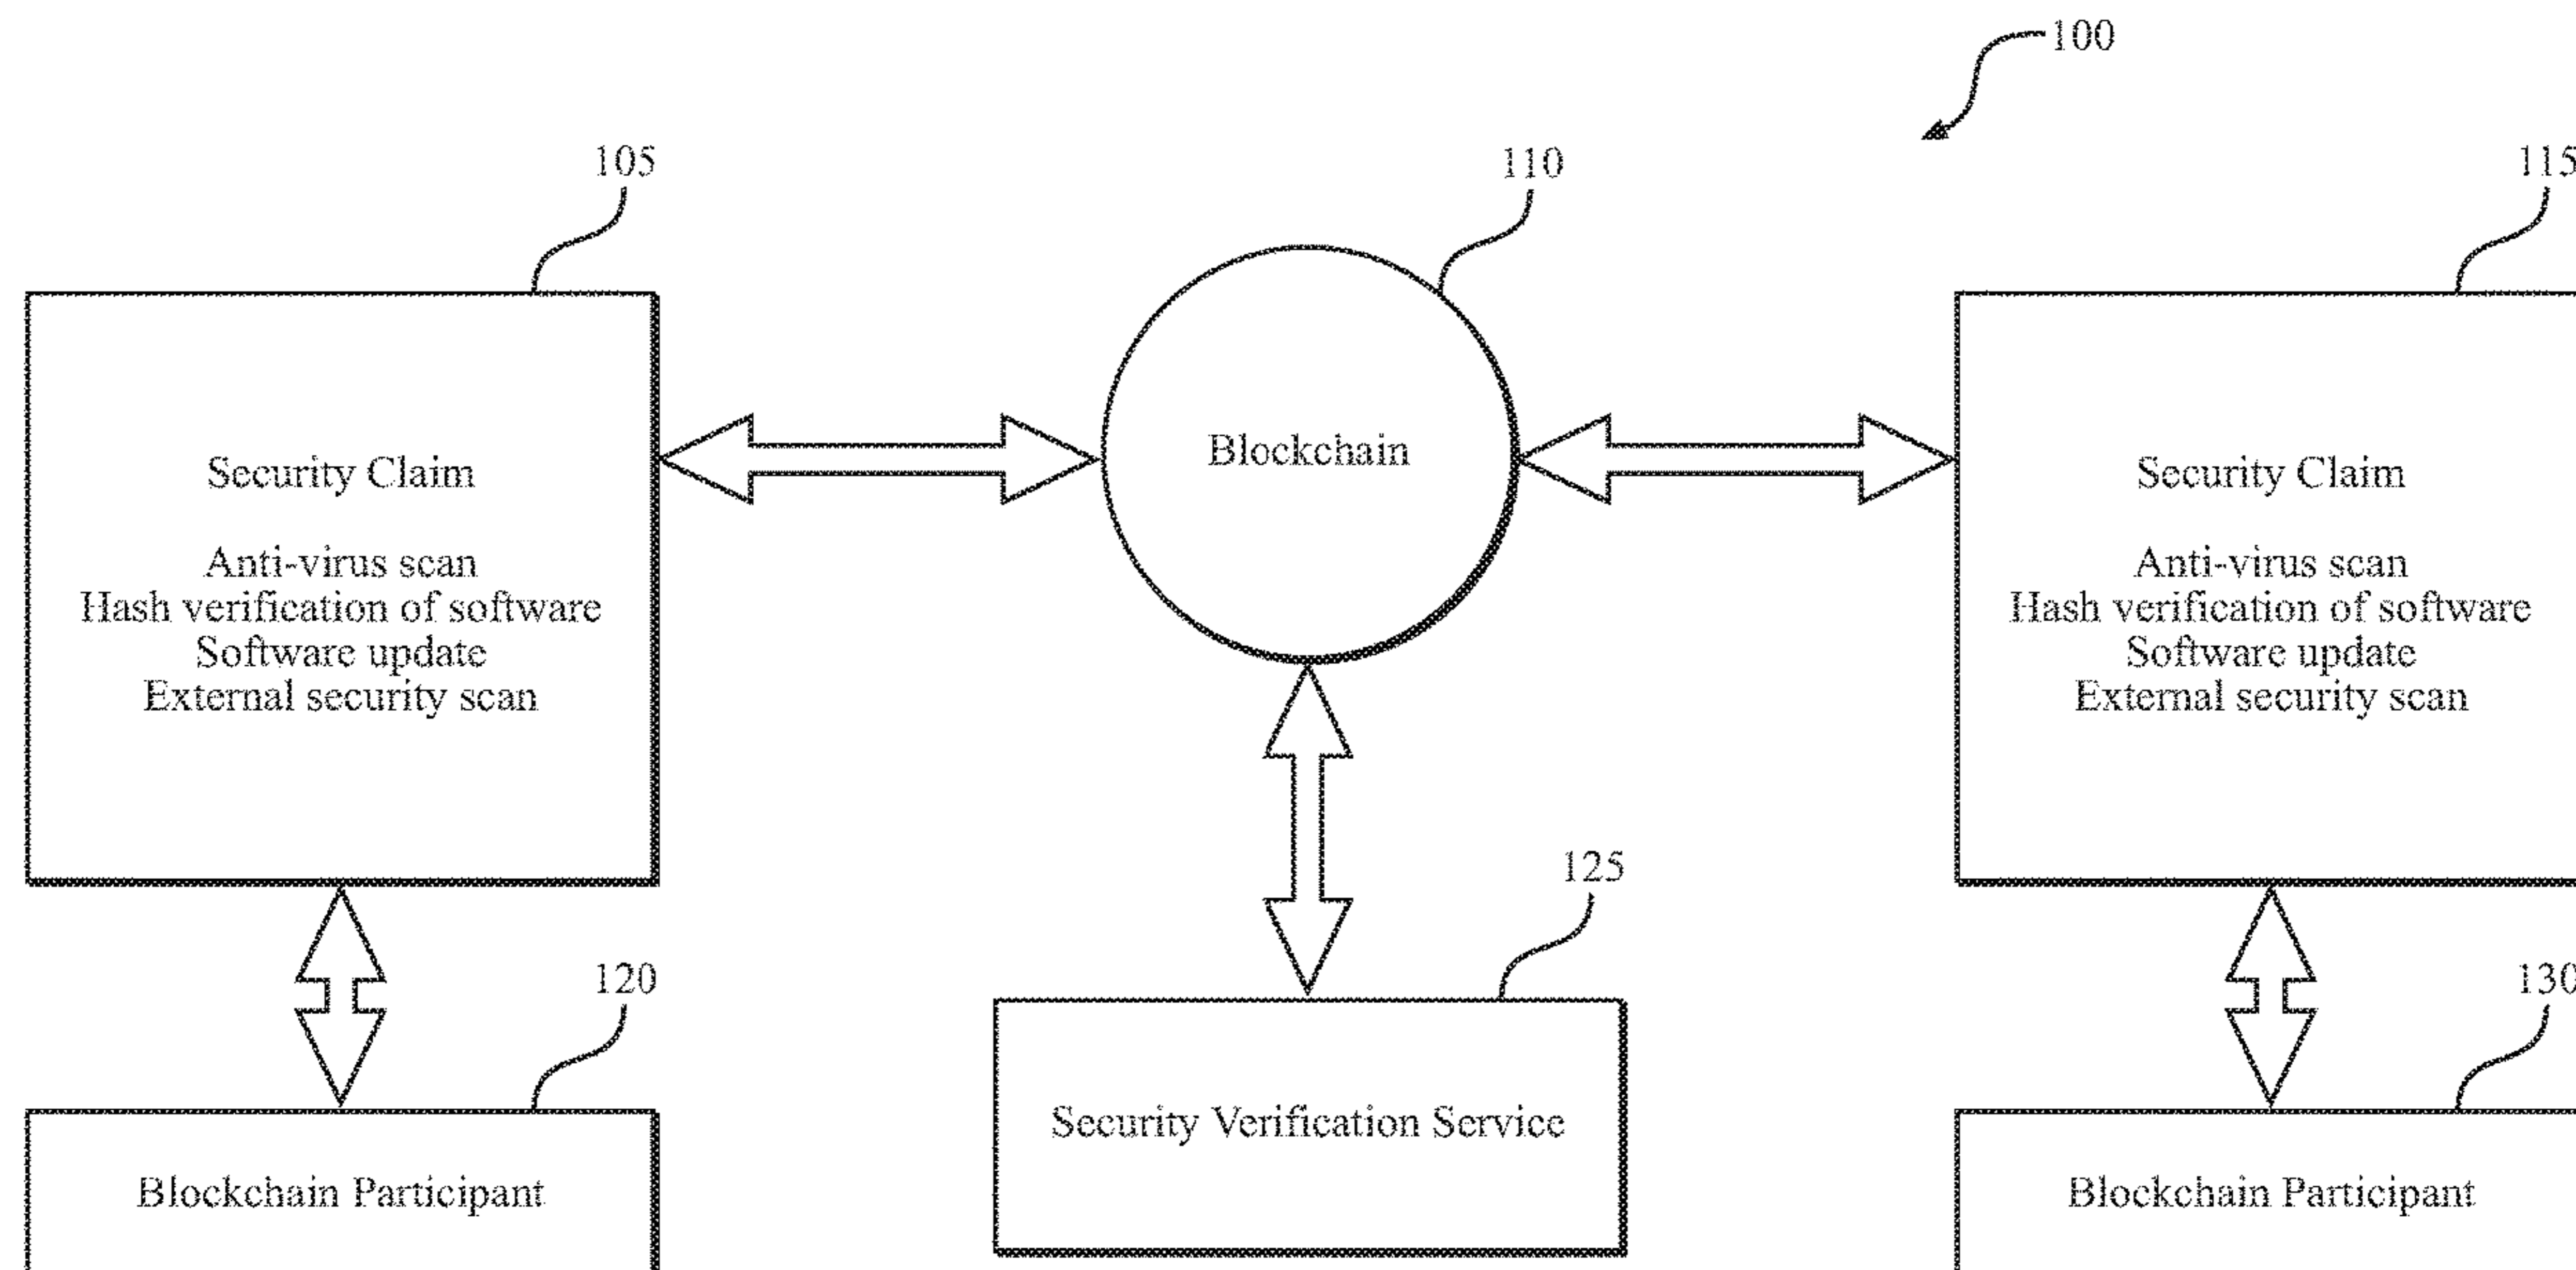 100
105
110
115
Security Claim
Anti-virus scan
Hash verification of software
Software update
External security scan
Blockchain
Security Claim
Anti-virus scan
Hash verification of software
Software update
External security scan
120
125
130
Blockchain Participant
Security Verification Service
Blockchain Participant